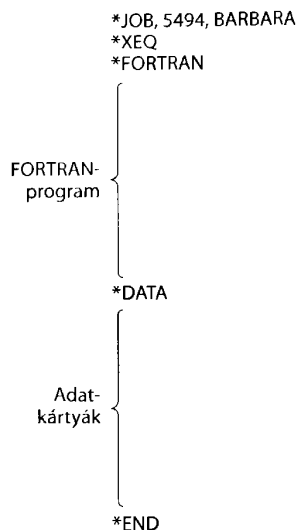 *JOB, 5494, BARBARA
*XEQ
*FORTRAN
FORTRAN-
program
*DATA
Adat-
kártyák
*END